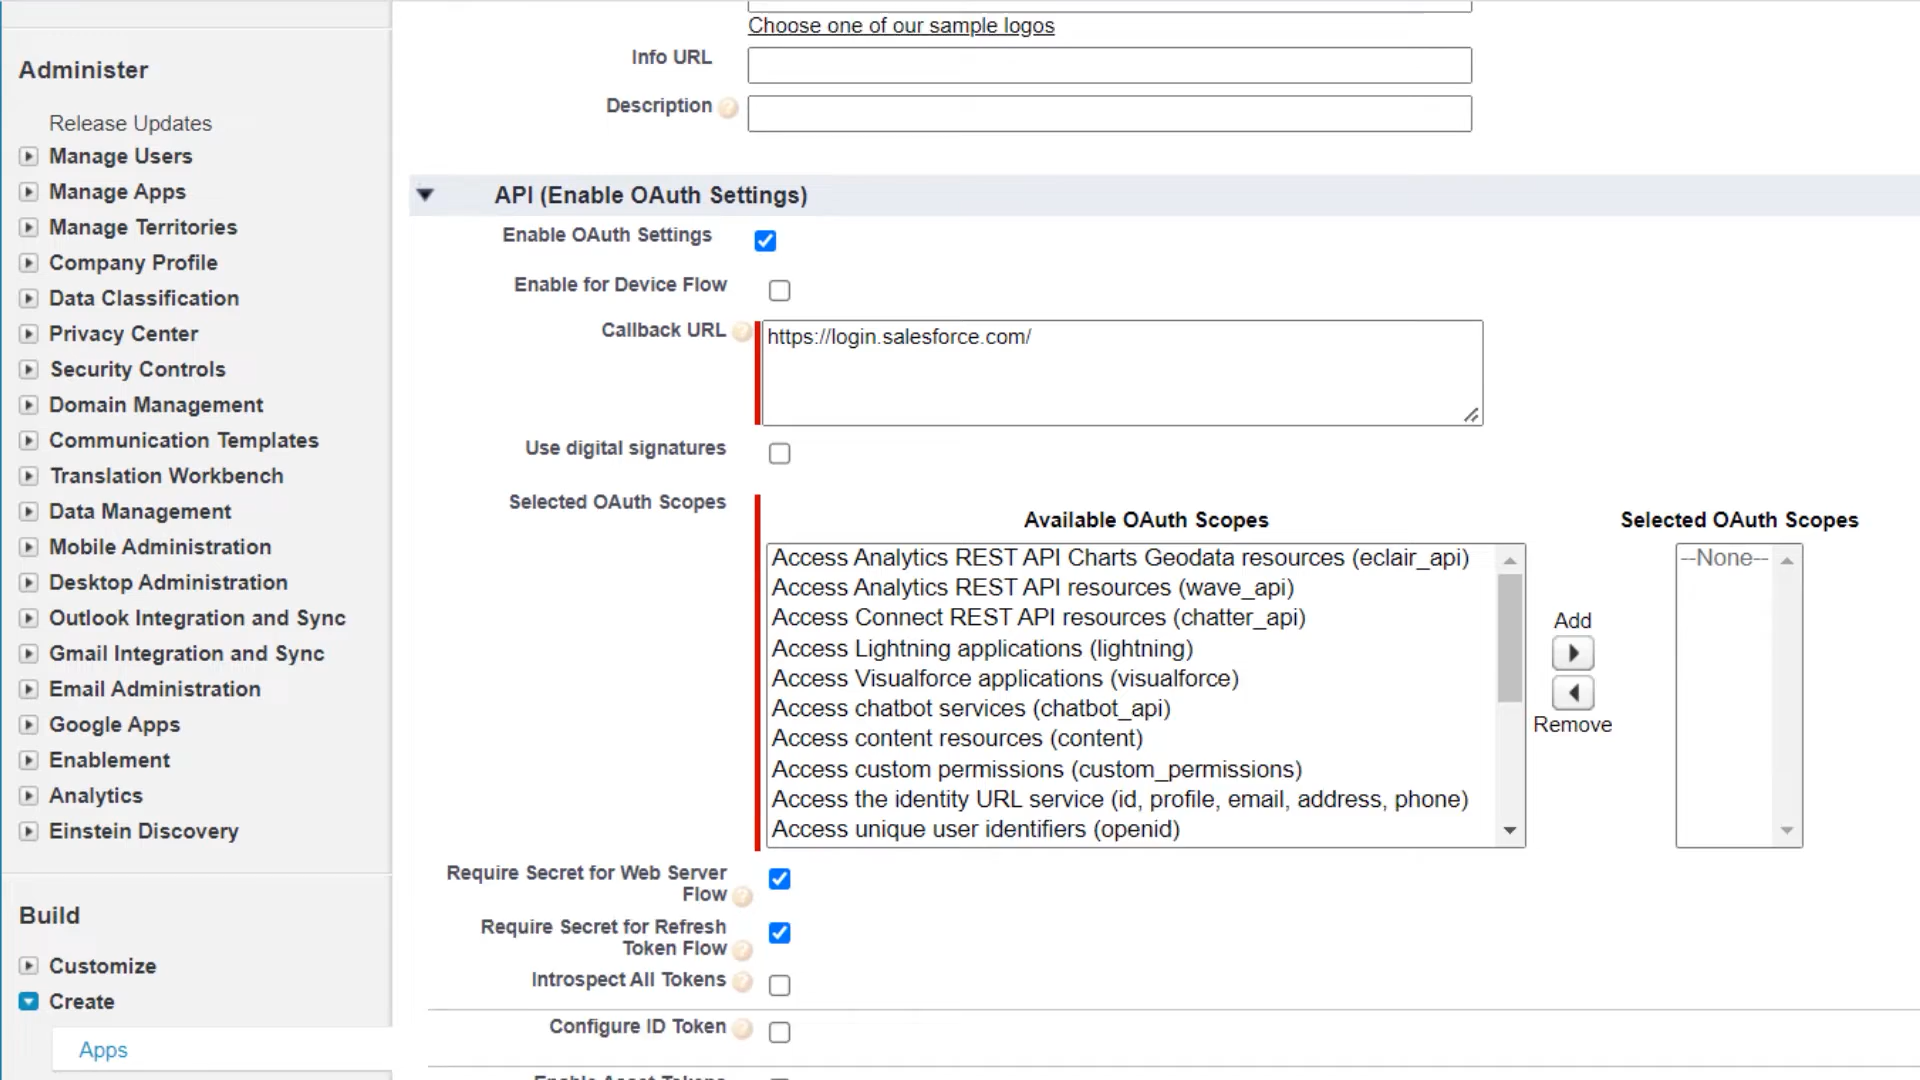 Administer
Release Updates
Manage Users
Manage Apps
Manage Territories
Company Profile
Data Classification
Privacy Center
Security Controls
Domain Management
Communication Templates
Translation Workbench
Data Management
Mobile Administration
Desktop Administration
Outlook Integration and Sync
Gmail Integration and Sync
Email Administration
Google Apps
Enablement
Analytics
Einstein Discovery
Build
Customize
Create
Apps
Choose one of our sample logos
Info URL
Description
API (Enable OAuth Settings)
Enable OAuth Settings
Enable for Device Flow
Callback URL
https://login.salesforce.com/
Use digital signatures
Selected OAuth Scopes
Available OAuth Scopes
Access Analytics REST API Charts Geodata resources (eclair_api)
Access Analytics REST API resources (wave_api)
Access Connect REST API resources (chatter_api)
Access Lightning applications (lightning)
Access Visualforce applications (visualforce)
Access chatbot services (chatbot_api)
Access content resources (content)
Access custom permissions (custom_permissions)
Access the identity URL service (id, profile, email, address, phone)
Access unique user identifiers (openid)
Add
Remove
Selected OAuth Scopes
--None--
Require Secret for Web Server
Flow
Require Secret for Refresh
Token Flow
Introspect All Tokens
Configure ID Token
Enable Asset Tokens